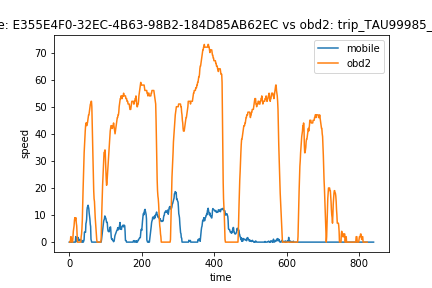 e: E355E4F0-32EC-4B63-98B2-184D85AB62EC vs obd2: trip_TAU99985_
mobile
obd2
speed
70
60
50
40
30
20
10
0
0 200 400 600 800
time